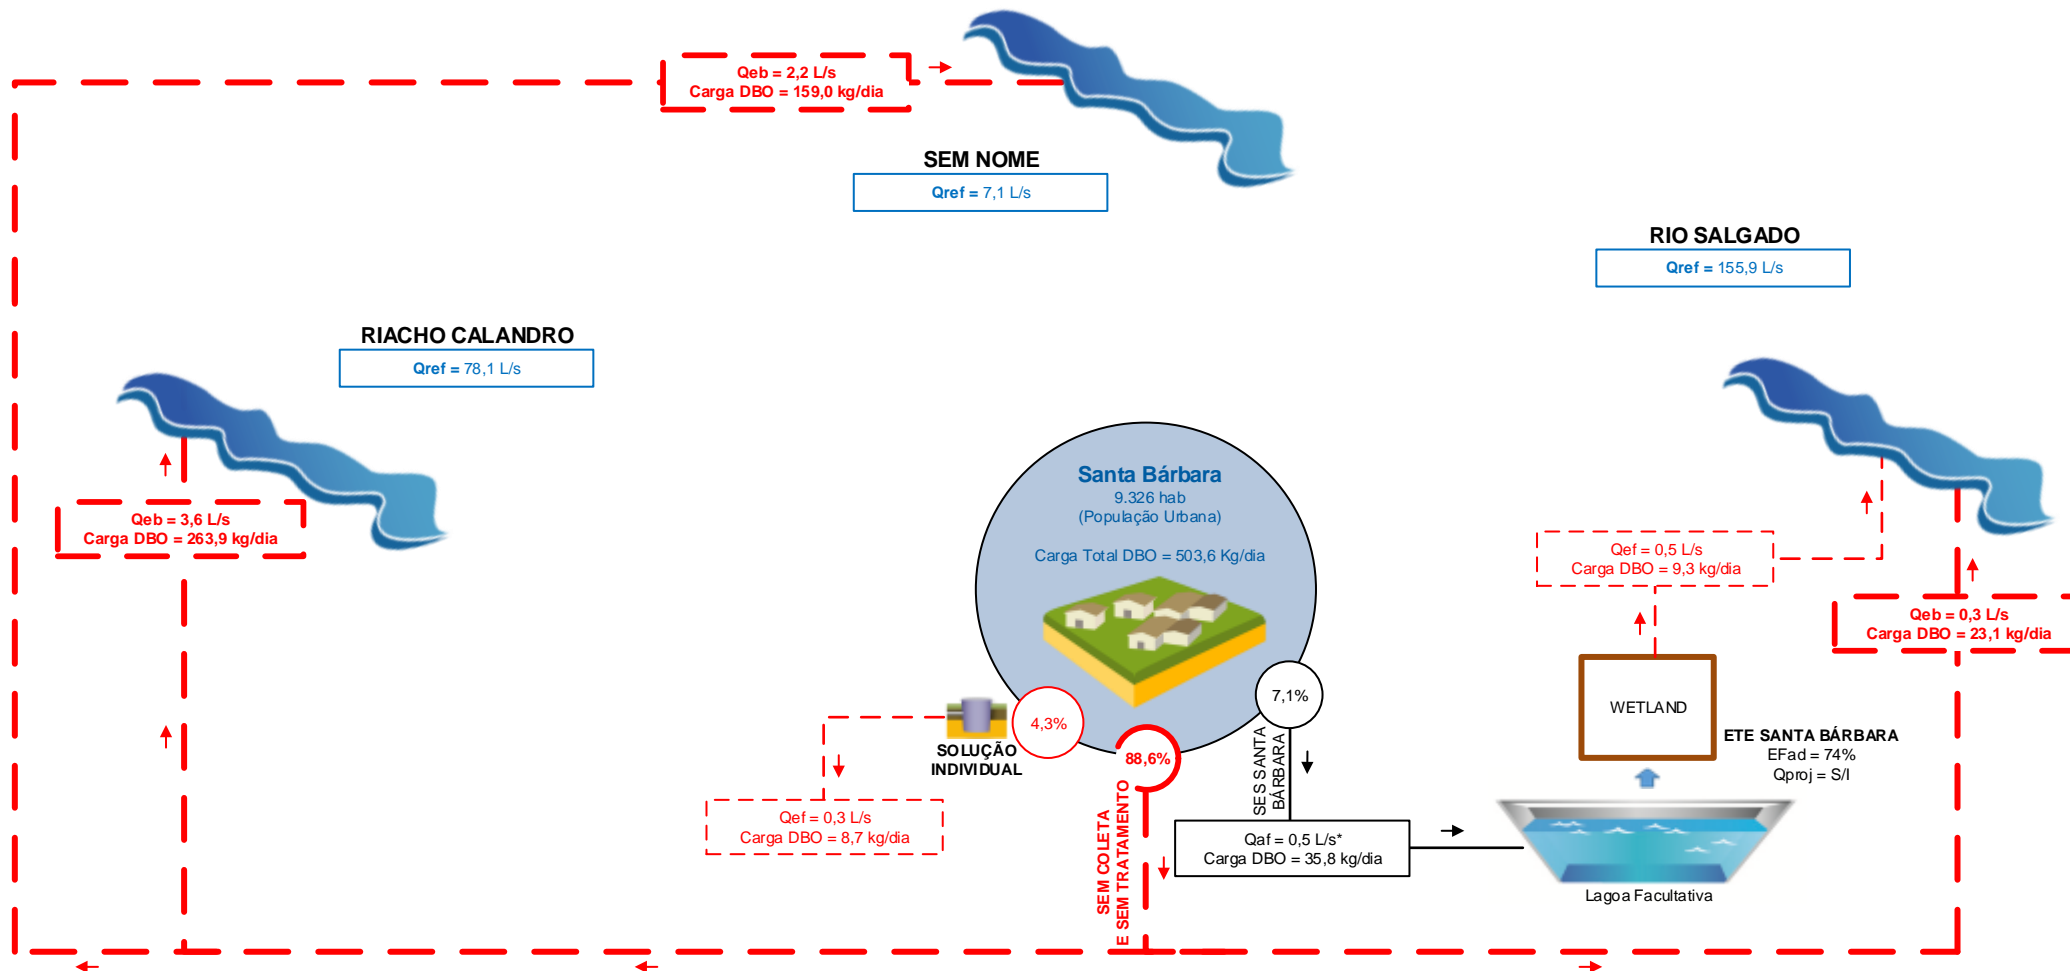 Qeb = 2,2 L/s
Carga DBO = 159,0 kg/dia
SEM NOME
Qref = 7,1 L/s
RIO SALGADO
Qref = 155,9 L/s
RIACHO CALANDRO
Qref = 78,1 L/s
Qeb = 3,6 L/s
Carga DBO = 263,9 kg/dia
Santa Bárbara
9.326 hab
(População Urbana)
Carga Total DBO = 503,6 Kg/dia
Qef = 0,5 L/s
Carga DBO = 9,3 kg/dia
Qeb = 0,3 L/s
Carga DBO = 23,1 kg/dia
7,1%
4,3%
88,6%
SOLUÇÃO
INDIVIDUAL
WETLAND
ETE SANTA BÁRBARA
EFad = 74%
Qproj = S/I
SES SANTA
BÁRBARA
Qef = 0,3 L/s
Carga DBO = 8,7 kg/dia
SEM COLETA
E SEM TRATAMENTO
Qaf = 0,5 L/s*
Carga DBO = 35,8 kg/dia
Lagoa Facultativa